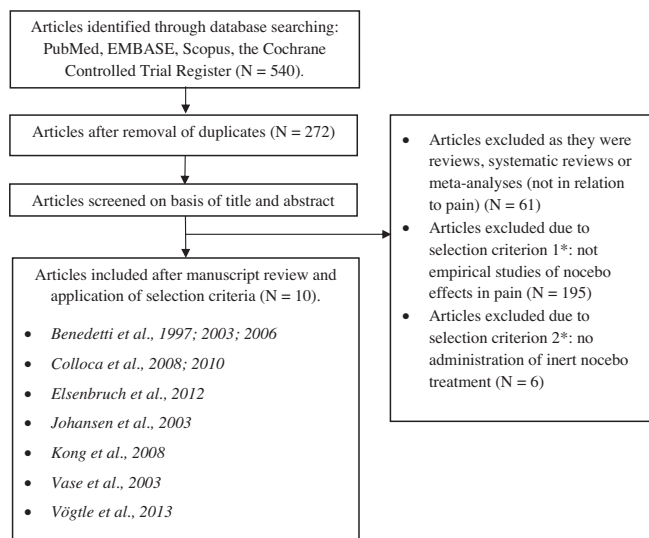 Articles identified through database searching:
PubMed, EMBASE, Scopus, the Cochrane
Controlled Trial Register (N = 540).
Articles after removal of duplicates (N = 272)
Articles screened on basis of title and abstract
• Articles excluded as they were
reviews, systematic reviews or
meta-analyses (not in relation
to pain) (N = 61)
• Articles excluded due to
selection criterion 1*: not
empirical studies of nocebo
effects in pain (N = 195)
• Articles excluded due to
selection criterion 2*: no
administration of inert nocebo
treatment (N = 6)
Articles included after manuscript review and
application of selection criteria (N = 10).
• Benedetti et al., 1997; 2003; 2006
• Colloca et al., 2008; 2010
• Elsenbruch et al., 2012
• Johansen et al., 2003
• Kong et al., 2008
• Vase et al., 2003
• Vögtle et al., 2013